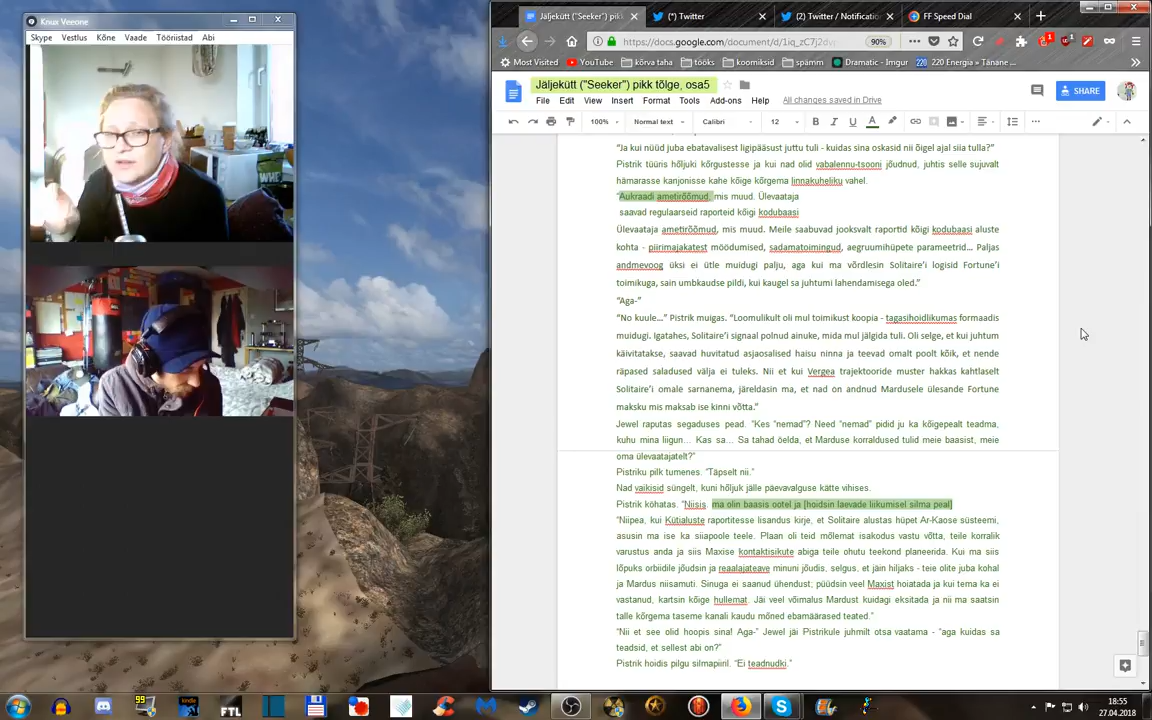 Knux Veeone
Skype Vestlus Kõne Vaade Tööriistad Abi
Jäljekütt ("Seeker") pikk (*) Twitter (2) Twitter / Notification FF Speed Dial
https://docs.google.com/document/d/1iq_zC7j2dvy 90%
Most Visited YouTube kõrva taha tööks koomiksid spämm Dramatic - Imgur 220 Energia » Tänane ...
Jäljekütt ("Seeker") pikk tõlge, osa5
SHARE
File Edit View Insert Format Tools Add-ons Help All changes saved in Drive
100% Normal text Calibri 12 B I U A
“Ja kui nüüd juba ebatavalisest ligipääsust juttu tuli - kuidas sina oskasid nii õigel ajal siia tulla?”
Pistrik tüüris hõljuki kõrgustesse ja kui nad olid vabalennu-tsooni jõudnud, juhtis selle sujuvalt
hämarasse kanjonisse kahe kõige kõrgema linnakuheliku vahel.
“Aukraadi ametirõõmud, mis muud. Ülevaataja
saavad regulaarseid raporteid kõigi kodubaasi
Ülevaataja ametirõõmud, mis muud. Meile saabuvad jooksvalt raportid kõigi kodubaasi aluste
kohta - piirimajakatest möödumised, sadamatoimingud, aegruumihüpete parameetrid... Paljas
andmevoog üksi ei ütle muidugi palju, aga kui ma võrdlesin Solitaire’i logisid Fortune’i
toimikuga, sain umbkaudse pildi, kui kaugel sa juhtumi lahendamisega oled.”
“Aga-”
“No kuule...” Pistrik muigas. “Loomulikult oli mul toimikust koopia - tagasihoidlikumas formaadis
muidugi. Igatahes, Solitaire’i signaal polnud ainuke, mida mul jälgida tuli. Oli selge, et kui juhtum
käivitatakse, saavad huvitatud asjaosalised haisu ninna ja teevad omalt poolt kõik, et nende
räpased saladused välja ei tuleks. Nii et kui Vergea trajektooride muster hakkas kahtlaselt
Solitaire’i omale sarnanema, järeldasin ma, et nad on andnud Mardusele ülesande Fortune
maksku mis maksab ise kinni võtta.”
Jewel raputas segaduses pead. “Kes “nemad”? Need “nemad” pidid ju ka kõigepealt teadma,
kuhu mina liigun... Kas sa... Sa tahad öelda, et Marduse korraldused tulid meie baasist, meie
oma ülevaatajatelt?”
Pistriku pilk tumenes. “Täpselt nii.”
Nad vaikisid süngelt, kuni hõljuk jälle päevavalguse kätte vihises.
Pistrik köhatas. “Niisis. ma olin baasis ootel ja [hoidsin laevade liikumisel silma peal]
“Niipea, kui Kütialuste raportitesse lisandus kirje, et Solitaire alustas hüpet Ar-Kaose süsteemi,
asusin ma ise ka siiapoole teele. Plaan oli teid mõlemat isakodus vastu võtta, teile korralik
varustus anda ja siis Maxise kontaktisikute abiga teile ohutu teekond planeerida. Kui ma siis
lõpuks orbiidile jõudsin ja reaalajateave minuni jõudis, selgus, et jäin hiljaks - teie olite juba kohal
ja Mardus niisamuti. Sinuga ei saanud ühendust; püüdsin veel Maxist hoiatada ja kui tema ka ei
vastanud, kartsin kõige hullemat. Jäi veel võimalus Mardust kuidagi eksitada ja nii ma saatsin
talle kõrgema taseme kanali kaudu mõned ebamäärased teated.”
“Nii et see olid hoopis sina! Aga-” Jewel jäi Pistrikule juhmilt otsa vaatama - “aga kuidas sa
teadsid, et sellest abi on?”
Pistrik hoidis pilgu silmapiiril. “Ei teadnudki.”
99 kindle FTL
18:55
27.04.2018